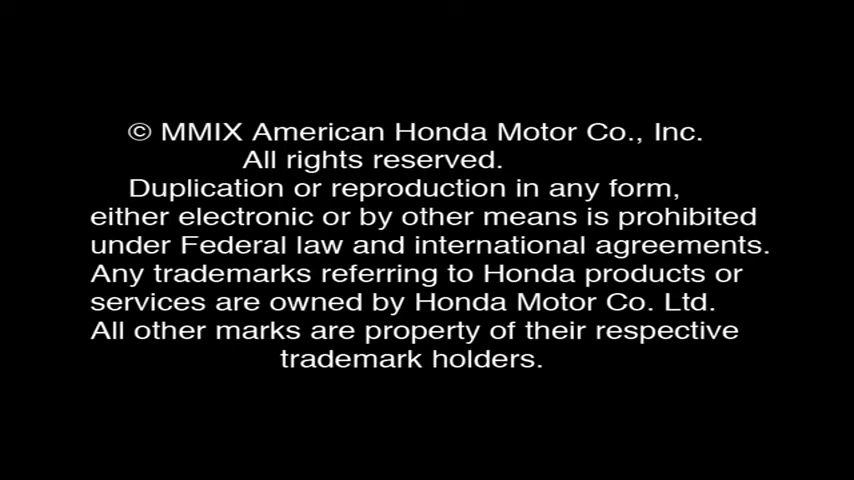 © MMIX American Honda Motor Co., Inc.
All rights reserved.
Duplication or reproduction in any form,
either electronic or by other means is prohibited
under Federal law and international agreements.
Any trademarks referring to Honda products or
services are owned by Honda Motor Co. Ltd.
All other marks are property of their respective
trademark holders.